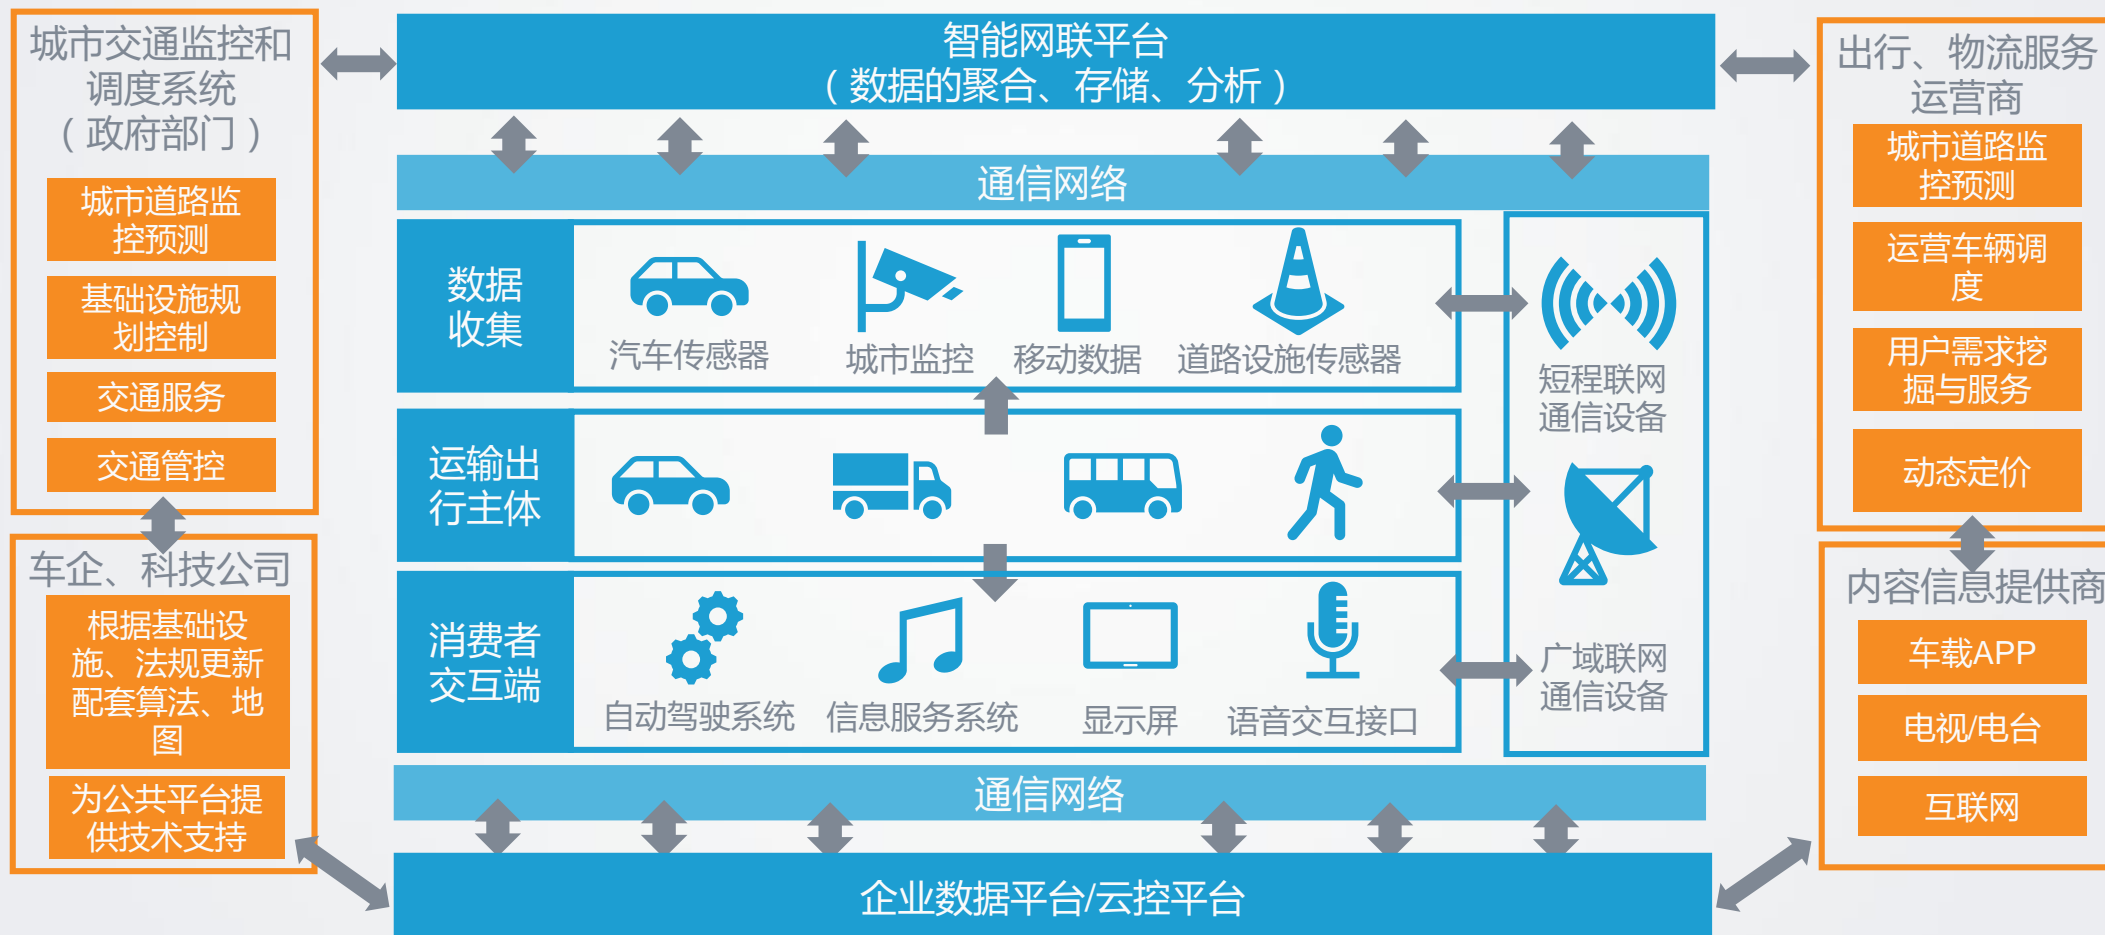 城市交通监控和
调度系统
（政府部门）
城市道路监
控预测
基础设施规
划控制
交通服务
交通管控
车企、科技公司
根据基础设
施、法规更新
配套算法、地
图
为公共平台提
供技术支持
智能网联平台
（数据的聚合、存储、分析）
通信网络
数据
收集
汽车传感器
城市监控
移动数据
道路设施传感器
运输出
行主体
消费者
交互端
自动驾驶系统
信息服务系统
显示屏
语音交互接口
短程联网
通信设备
广域联网
通信设备
通信网络
企业数据平台/云控平台
出行、物流服务
运营商
城市道路监
控预测
运营车辆调
度
用户需求挖
掘与服务
动态定价
内容信息提供商
车载APP
电视/电台
互联网